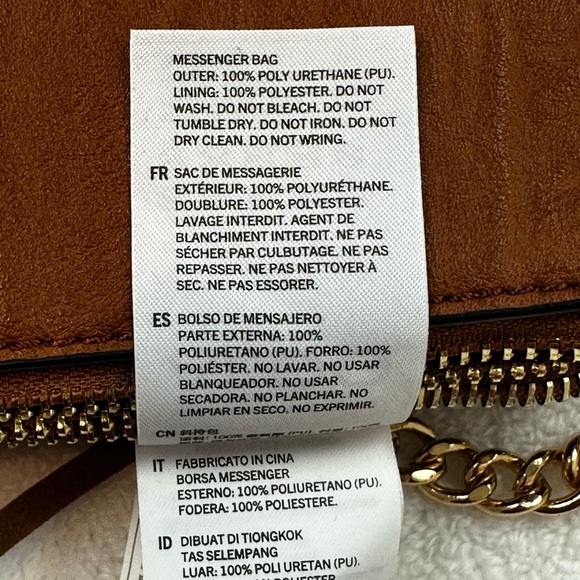 MESSENGER BAG
OUTER: 100% POLY URETHANE (PU).
LINING: 100% POLYESTER. DO NOT
WASH. DO NOT BLEACH. DO NOT
TUMBLE DRY. DO NOT IRON. DO NOT
DRY CLEAN. DO NOT WRING.
FR SAC DE MESSAGERIE
EXTÉRIEUR: 100% POLYURÉTHANE.
DOUBLURE: 100% POLYESTER.
LAVAGE INTERDIT. AGENT DE
BLANCHIMENT INTERDIT. NE PAS
SÉCHER PAR CULBUTAGE. NE PAS
REPASSER. NE PAS NETTOYER À
SEC. NE PAS ESSORER.
ES BOLSO DE MENSAJERO
PARTE EXTERNA: 100%
POLIURETANO (PU). FORRO: 100%
POLIÉSTER. NO LAVAR. NO USAR
BLANQUEADOR. NO USAR
SECADORA. NO PLANCHAR. NO
LIMPIAR EN SECO. NO EXPRIMIR.
CN 斜挎包
100% (PU).
IT FABBRICATO IN CINA
BORSA MESSENGER
ESTERNO: 100% POLIURETANO (PU).
FODERA: 100% POLIESTERE.
ID DIBUAT DI TIONGKOK
TAS SELEMPANG
LUAR: 100% POLI URETAN (PU).